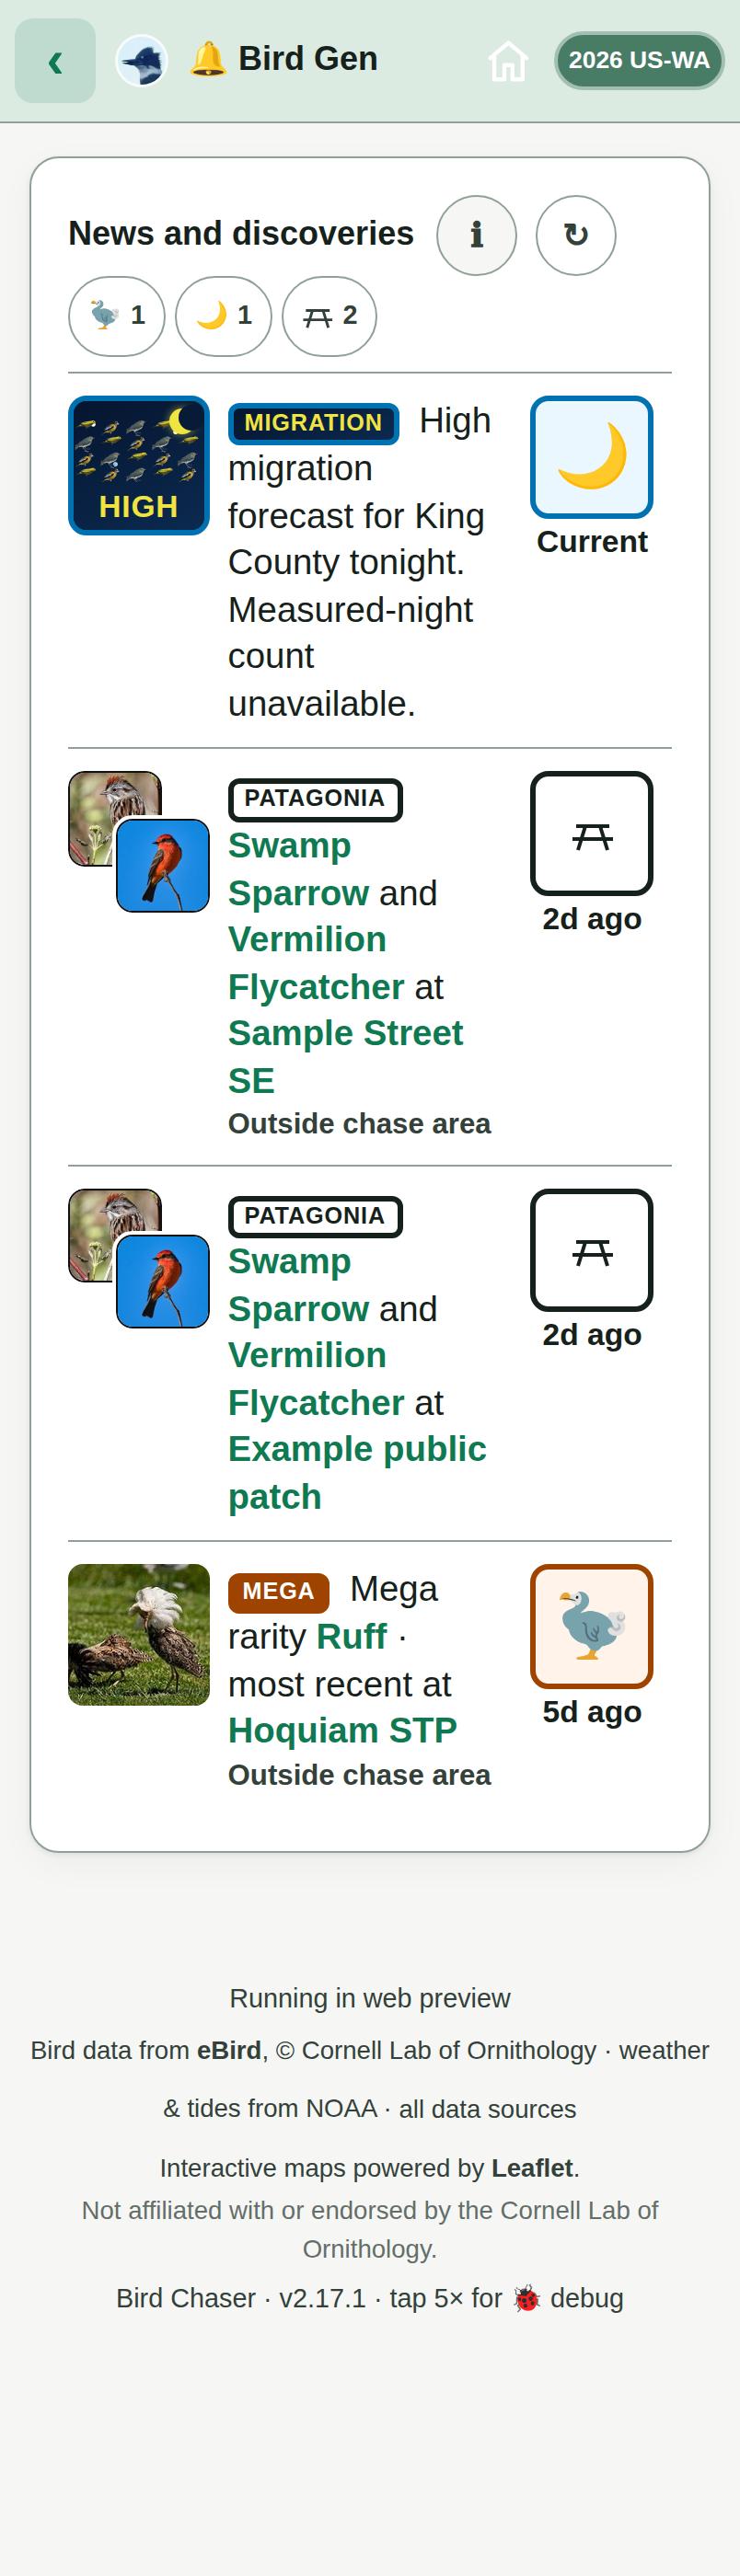 ‹ 🔔 Bird Gen 2026 US-WA
News and discoveries ℹ ↻
🦤 1 🌙 1 2
HIGH
MIGRATION High
migration
forecast for King
County tonight.
Measured-night
count
unavailable.
🌙
Current
PATAGONIA
Swamp
Sparrow and
Vermilion
Flycatcher at
Sample Street
SE
Outside chase area
2d ago
PATAGONIA
Swamp
Sparrow and
Vermilion
Flycatcher at
Example public
patch
2d ago
MEGA Mega
rarity Ruff ·
most recent at
Hoquiam STP
Outside chase area
🦤
5d ago
Running in web preview
Bird data from eBird, © Cornell Lab of Ornithology · weather
& tides from NOAA · all data sources
Interactive maps powered by Leaflet.
Not affiliated with or endorsed by the Cornell Lab of
Ornithology.
Bird Chaser · v2.17.1 · tap 5× for 🐞 debug